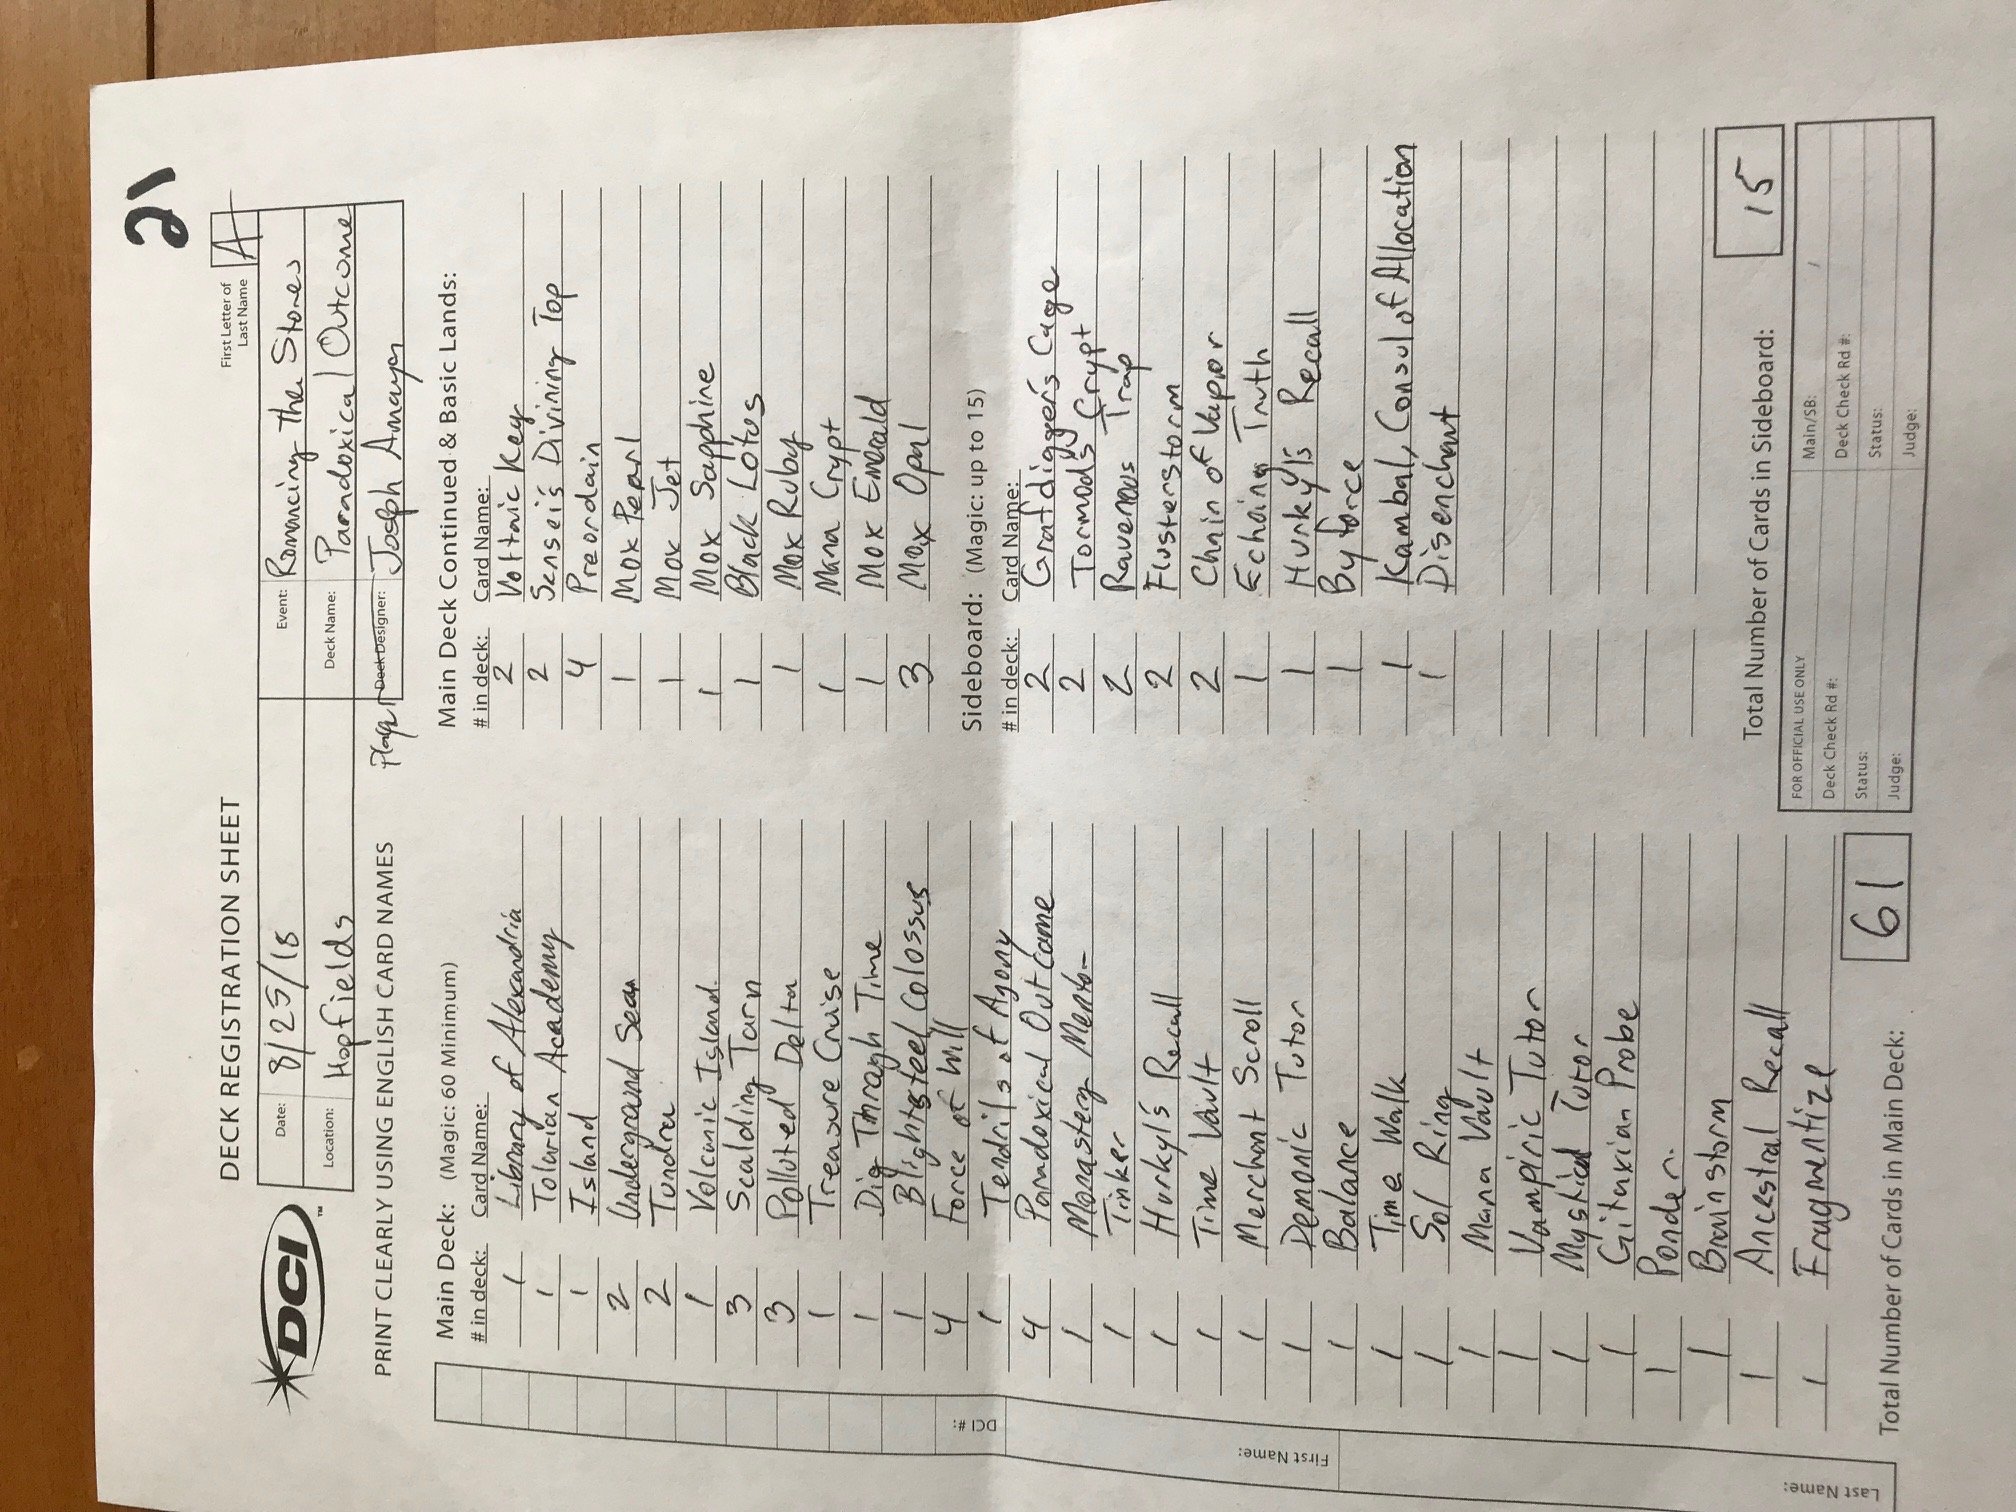 21
DECK REGISTRATION SHEET
First Letter of Last Name A
DCI ™
Date: 8/25/18
Event: Romancing The Stones
Location: Hopfields
Deck Name: Paradoxical Outcome
PRINT CLEARLY USING ENGLISH CARD NAMES
Player Deck Designer: Joseph Amaya
Main Deck: (Magic: 60 Minimum)
# in deck: Card Name:
1 Library of Alexandria
1 Tolarian Academy
1 Island
2 Underground Sea
2 Tundra
1 Volcanic Island.
3 Scalding Tarn
3 Polluted Delta
1 Treasure Cruise
1 Dig Through Time
1 Blightsteel Colossus
4 Force of Will
1 Tendrils of Agony
4 Paradoxical Outcome
1 Monastery Mentor
1 Tinker
1 Hurkyl's Recall
1 Time Vault
1 Merchant Scroll
1 Demonic Tutor
1 Balance
1 Time Walk
1 Sol Ring
1 Mana Vault
1 Vampiric Tutor
1 Mystical Tutor
1 Gitaxian Probe
1 Ponder.
1 Brainstorm
1 Ancestral Recall
1 Fragmentize
Total Number of Cards in Main Deck: 61
Main Deck Continued & Basic Lands:
# in deck: Card Name:
2 Voltaic Key
2 Sensei's Divining Top
4 Preordain
1 Mox Pearl
1 Mox Jet
1 Mox Sapphire
1 Black Lotus
1 Mox Ruby
1 Mana Crypt
1 Mox Emerald
3 Mox Opal
Sideboard: (Magic: up to 15)
# in deck: Card Name:
2 Grafdigger's Cage
2 Tormod's Crypt
2 Ravenous Trap
2 Flusterstorm
2 Chain of Vapor
1 Echoing Truth
1 Hurkyl's Recall
1 By force
1 Kambal, Consul of Allocation
1 Disenchant
Total Number of Cards in Sideboard: 15
FOR OFFICIAL USE ONLY
Main/SB: /
Deck Check Rd #:
Deck Check Rd #:
Status:
Status:
Judge:
Judge:
DCI #:
First Name:
Last Name: